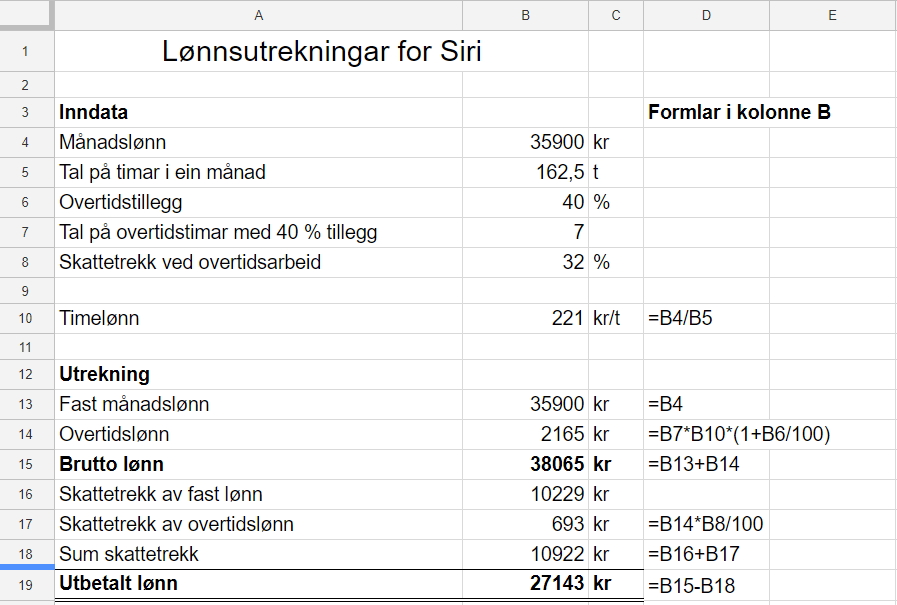 A B C D E
1 Lønnsutrekningar for Siri
2
3 Inndata Formlar i kolonne B
4 Månadslønn 35900 kr
5 Tal på timar i ein månad 162,5 t
6 Overtidstillegg 40 %
7 Tal på overtidstimar med 40 % tillegg 7
8 Skattetrekk ved overtidsarbeid 32 %
9
10 Timelønn 221 kr/t =B4/B5
11
12 Utrekning
13 Fast månadslønn 35900 kr =B4
14 Overtidslønn 2165 kr =B7*B10*(1+B6/100)
15 Brutto lønn 38065 kr =B13+B14
16 Skattetrekk av fast lønn 10229 kr
17 Skattetrekk av overtidslønn 693 kr =B14*B8/100
18 Sum skattetrekk 10922 kr =B16+B17
19 Utbetalt lønn 27143 kr =B15-B18